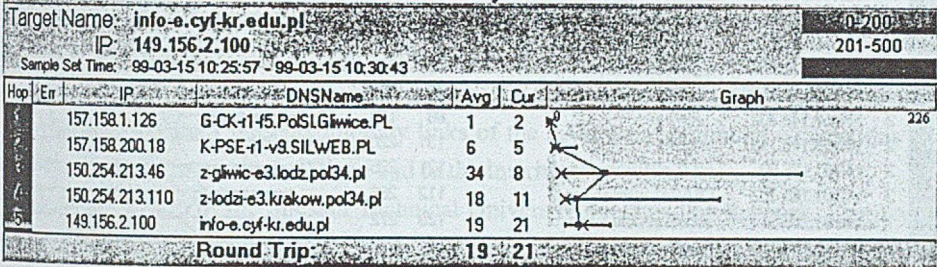 Target Name: info-e.cyf-kr.edu.pl
0-200
IP: 149.156.2.100
201-500
Sample Set Time: 99-03-15 10:25:57 - 99-03-15 10:30:43
Hop Err IP DNSName Avg Cur Graph
157.158.1.126 G-CK-r1-f5.PolSl.Gliwice.PL 1 2 0 226
157.158.200.18 K-PSE-r1-v9.SILWEB.PL 6 5
150.254.213.46 z-gliwic-e3.lodz.pol34.pl 34 8
4 150.254.213.110 z-lodzi-e3.krakow.pol34.pl 18 11
5 149.156.2.100 info-e.cyf-kr.edu.pl 19 21
Round Trip: 19 21